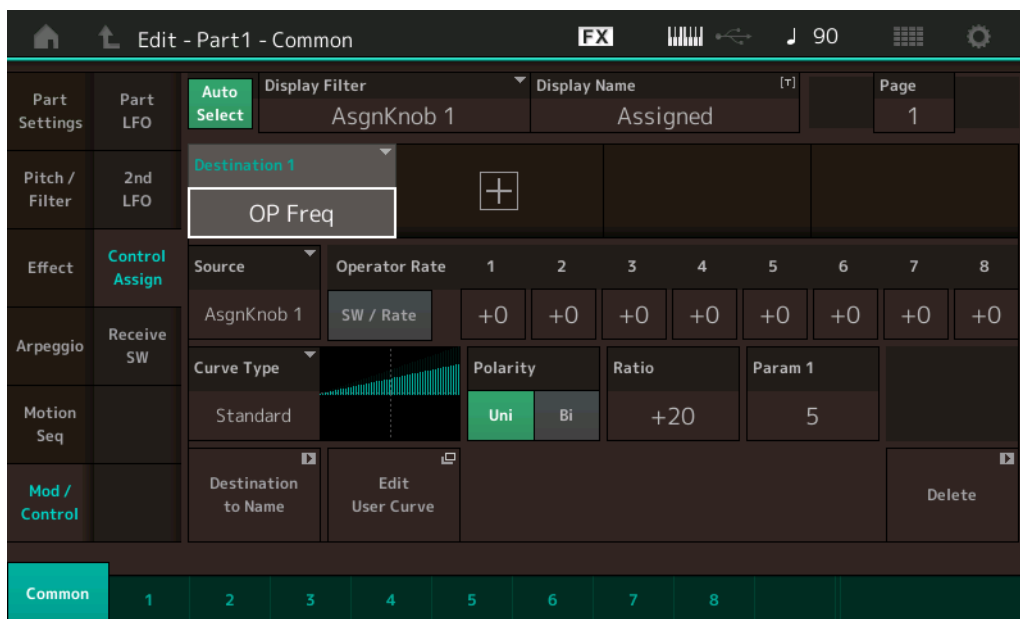 Edit - Part1 - Common
FX
90
Part
Settings
Part
LFO
Auto
Select
Display Filter
AsgnKnob 1
Display Name
[T]
Assigned
Page
1
Pitch /
Filter
2nd
LFO
Destination 1
OP Freq
Effect
Control
Assign
Source
AsgnKnob 1
Operator Rate 1 2 3 4 5 6 7 8
SW / Rate +0 +0 +0 +0 +0 +0 +0 +0
Arpeggio
Receive
SW
Curve Type
Standard
Polarity
Uni Bi
Ratio
+20
Param 1
5
Motion
Seq
Mod /
Control
Destination
to Name
Edit
User Curve
Delete
Common 1 2 3 4 5 6 7 8